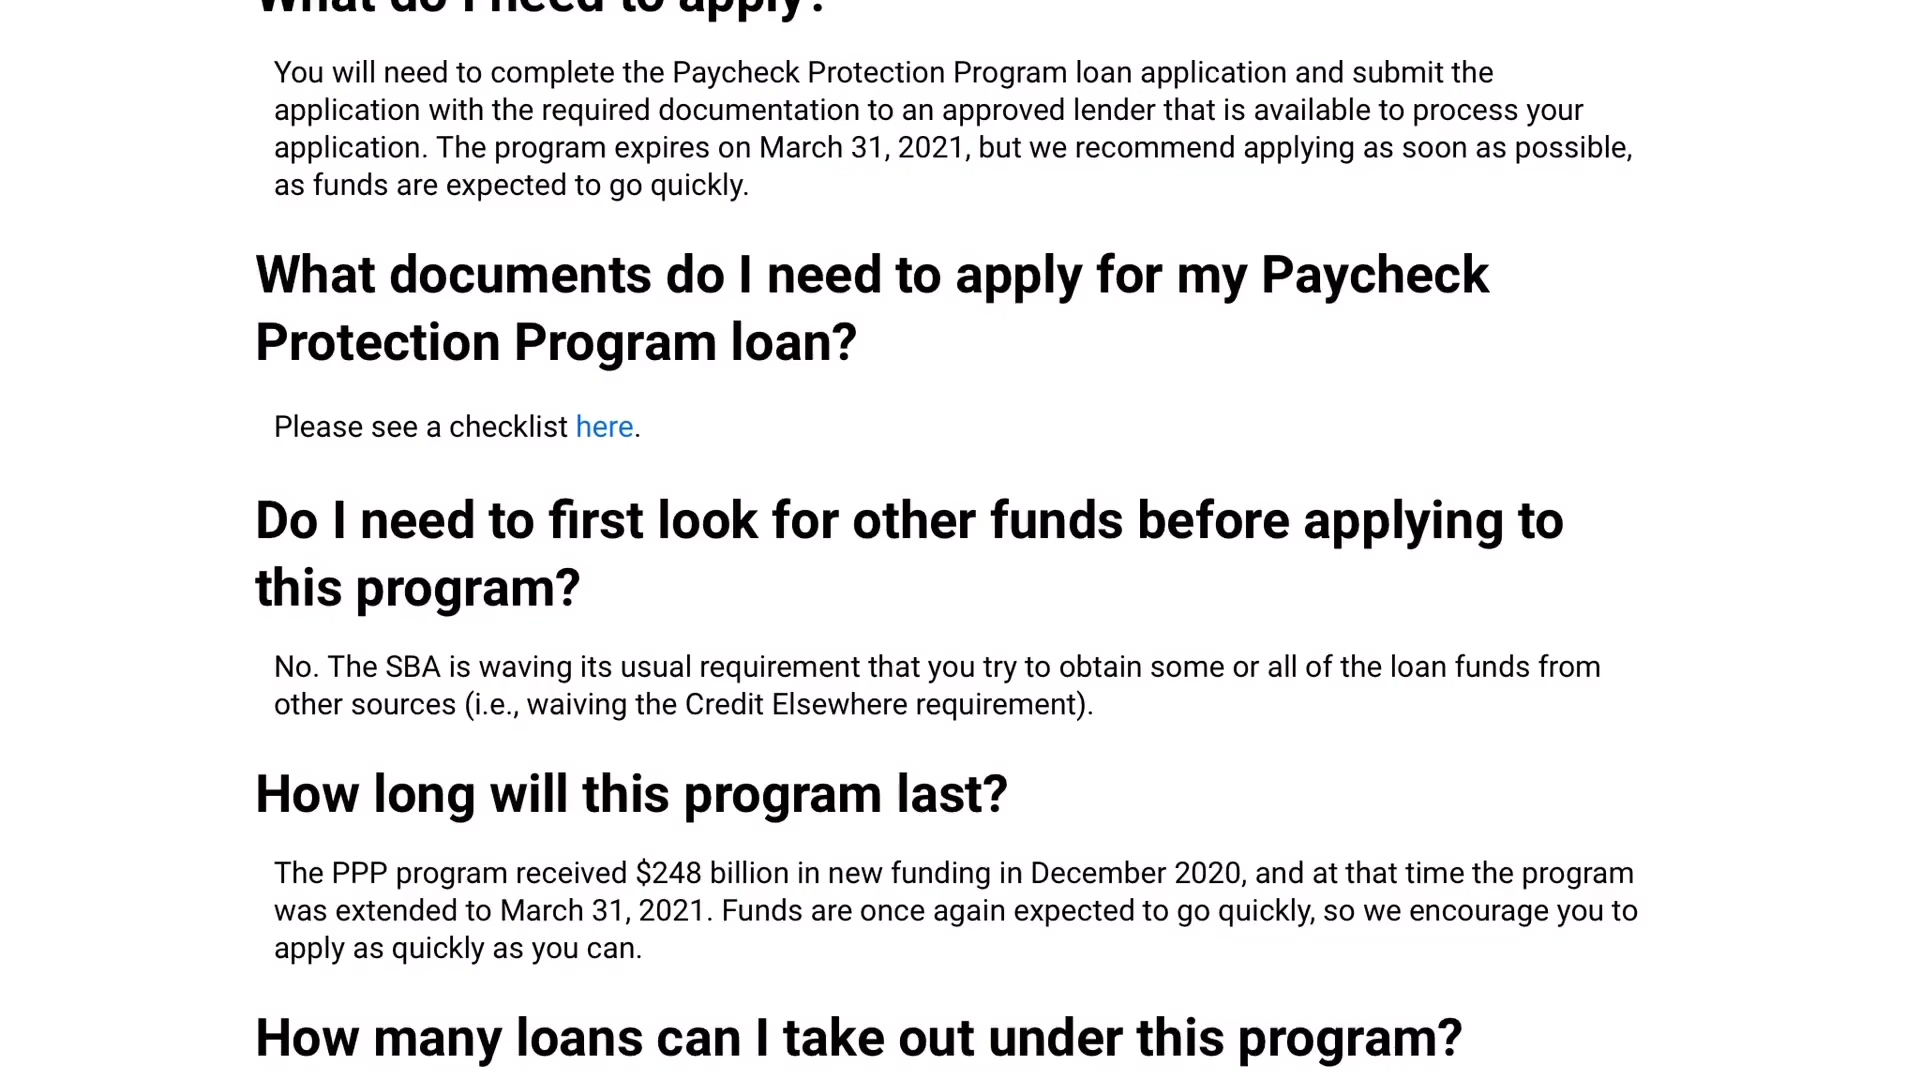 What do I need to apply?
You will need to complete the Paycheck Protection Program loan application and submit the
application with the required documentation to an approved lender that is available to process your
application. The program expires on March 31, 2021, but we recommend applying as soon as possible,
as funds are expected to go quickly.
What documents do I need to apply for my Paycheck
Protection Program loan?
Please see a checklist here.
Do I need to first look for other funds before applying to
this program?
No. The SBA is waving its usual requirement that you try to obtain some or all of the loan funds from
other sources (i.e., waiving the Credit Elsewhere requirement).
How long will this program last?
The PPP program received $248 billion in new funding in December 2020, and at that time the program
was extended to March 31, 2021. Funds are once again expected to go quickly, so we encourage you to
apply as quickly as you can.
How many loans can I take out under this program?